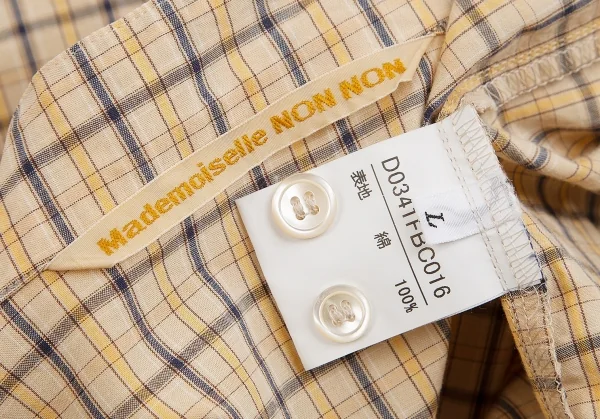 Mademoiselle NON NON
L
D0341FBC016
表地 綿 100%